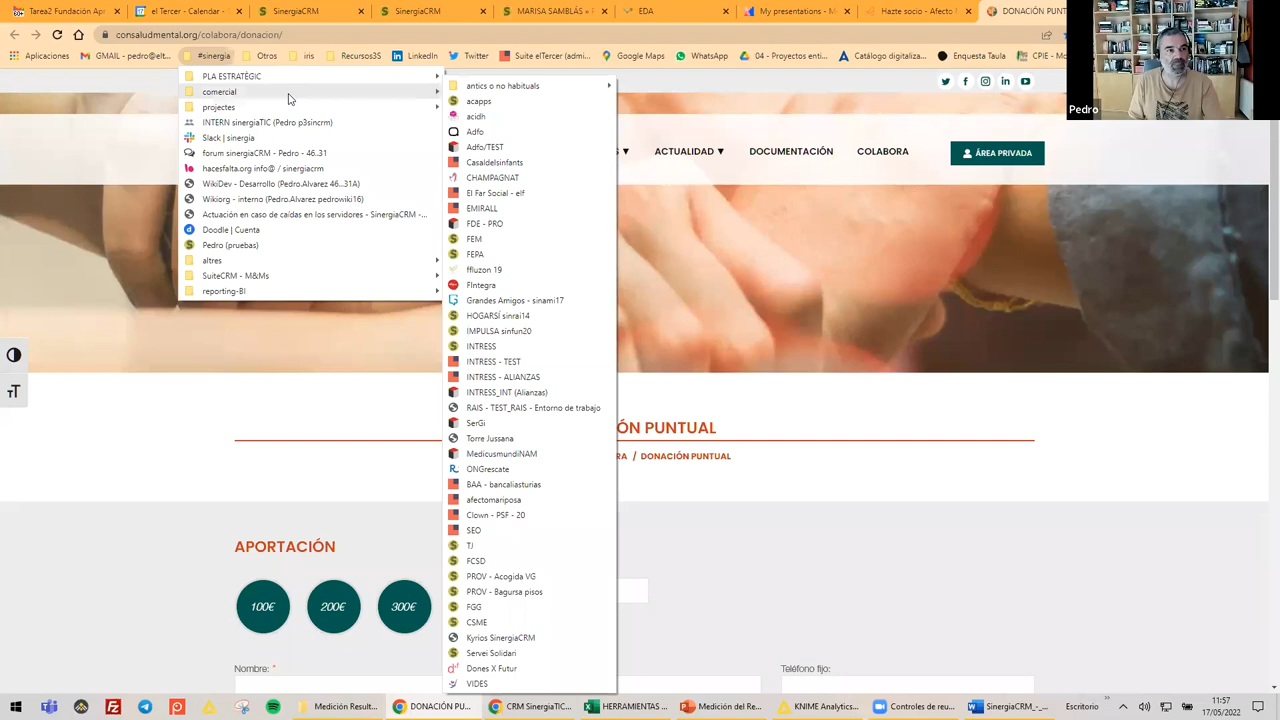 Tarea2 Fundación Ap
el Tercer - Calendar -
SinergiaCRM
SinergiaCRM
MARISA SAMBLÁS » F
EDA
My presentations - M
Hazte socio - Afecto
DONACIÓN PUNTUAL
consaludmental.org/colabora/donacion/
Aplicaciones
GMAIL - pedro@elt...
#sinergia
Otros
iris
Recursos3S
LinkedIn
Twitter
Suite elTercer (admi...
Google Maps
WhatsApp
04 - Proyectos enti...
Catálogo digitaliza...
Enquesta Taula
CPIE - Mo
Pedro
PLA ESTRATÈGIC
comercial
projectes
INTERN sinergiaTIC (Pedro p3sincrm)
Slack | sinergia
forum sinergiaCRM - Pedro - 46..31
hacesfalta.org info@ / sinergiacrm
WikiDev - Desarrollo (Pedro.Alvarez 46...31A)
Wikiorg - interno (Pedro.Alvarez pedrowiki16)
Actuación en caso de caídas en los servidores - SinergiaCRM -...
Doodle | Cuenta
Pedro (pruebas)
altres
SuiteCRM - M&Ms
reporting-BI
antics o no habituals
acapps
acidh
Adfo
Adfo/TEST
Casaldelsinfants
CHAMPAGNAT
El Far Social - elf
EMIRALL
FDE - PRO
FEM
FEPA
ffluzon 19
FIntegra
Grandes Amigos - sinami17
HOGARSÍ sinrai14
IMPULSA sinfun20
INTRESS
INTRESS - TEST
INTRESS - ALIANZAS
INTRESS_INT (Alianzas)
RAIS - TEST_RAIS - Entorno de trabajo
SerGi
Torre Jussana
MedicusmundiNAM
ONGrescate
BAA - bancaliasturias
afectomariposa
Clown - PSF - 20
SEO
TJ
FCSD
PROV - Acogida VG
PROV - Bagursa pisos
FGG
CSME
Kyrios SinergiaCRM
Servei Solidari
Dones X Futur
VIDES
S ▼
ACTUALIDAD ▼
DOCUMENTACIÓN
COLABORA
ÁREA PRIVADA
ÓN PUNTUAL
RA / DONACIÓN PUNTUAL
APORTACIÓN
100€
200€
300€
Nombre: *
Teléfono fijo:
Medición Result...
DONACIÓN PU...
CRM SinergiaTIC...
HERRAMIENTAS ...
Medición del Re...
KNIME Analytics...
Controles de reu...
SinergiaCRM_-_...
Escritorio
11:57
17/05/2022